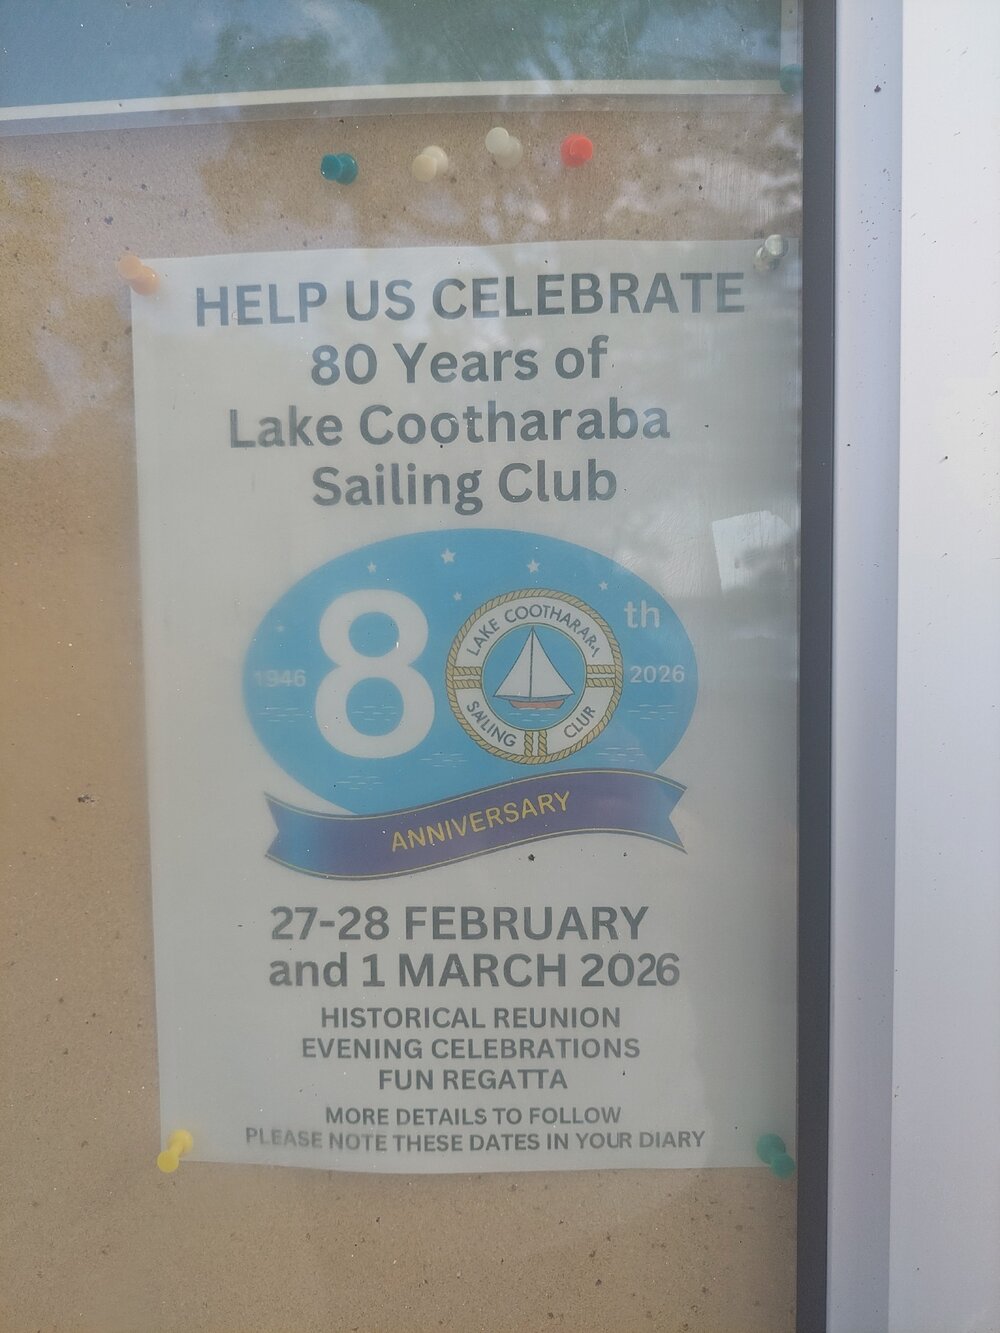 HELP US CELEBRATE
80 Years of
Lake Cootharaba
Sailing Club
80th
1946
2026
LAKE COOTHARABA
SAILING CLUB
ANNIVERSARY
27-28 FEBRUARY
and 1 MARCH 2026
HISTORICAL REUNION
EVENING CELEBRATIONS
FUN REGATTA
MORE DETAILS TO FOLLOW
PLEASE NOTE THESE DATES IN YOUR DIARY